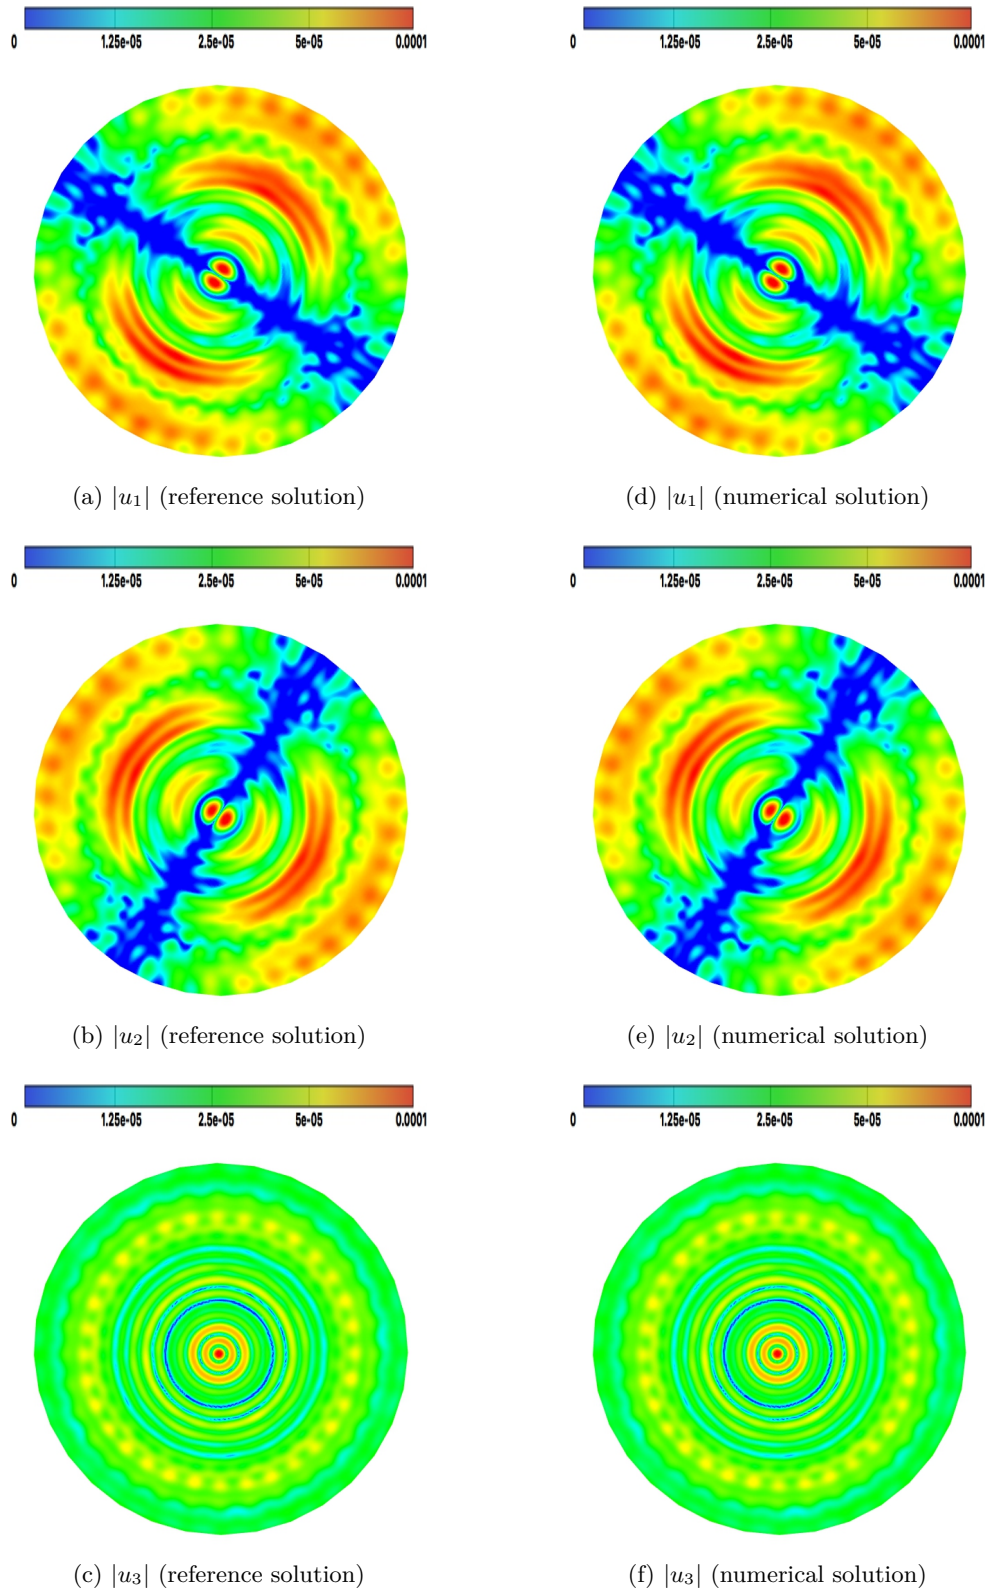 0 1.25e-05 2.5e-05 5e-05 0.0001 0 1.25e-05 2.5e-05 5e-05 0.0001
(a) |u₁| (reference solution) (d) |u₁| (numerical solution)
0 1.25e-05 2.5e-05 5e-05 0.0001 0 1.25e-05 2.5e-05 5e-05 0.0001
(b) |u₂| (reference solution) (e) |u₂| (numerical solution)
0 1.25e-05 2.5e-05 5e-05 0.0001 0 1.25e-05 2.5e-05 5e-05 0.0001
(c) |u₃| (reference solution) (f) |u₃| (numerical solution)